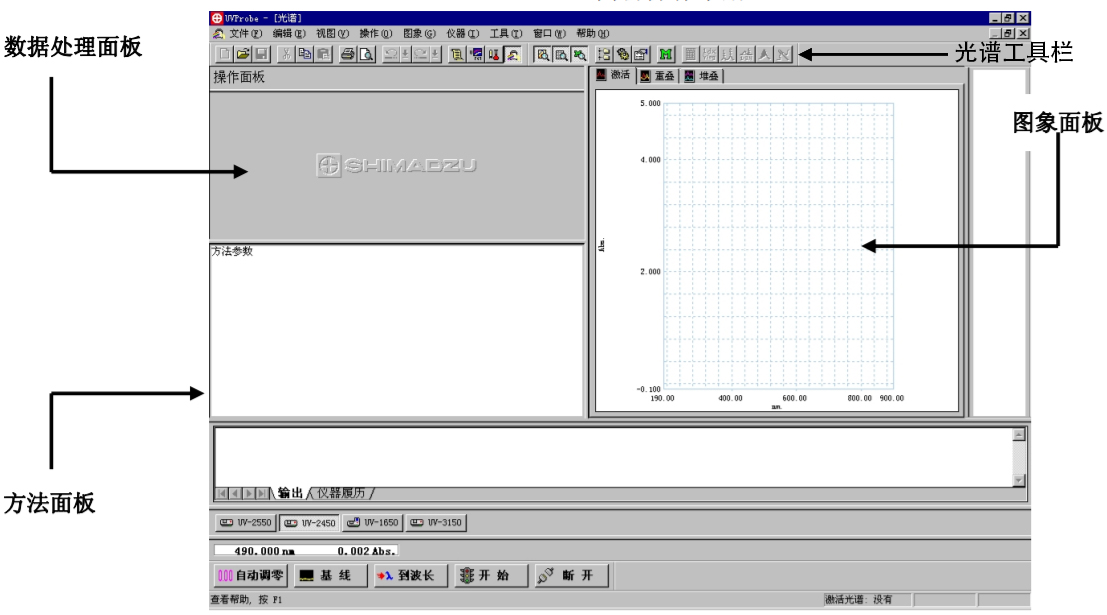 UVProbe - [光谱]
文件(F) 编辑(E) 视图(V) 操作(O) 图象(G) 仪器(I) 工具(T) 窗口(W) 帮助(H)
数据处理面板
光谱工具栏
操作面板
激活 重叠 堆叠
图象面板
SHIMADZU
5.000
4.000
Abs.
2.000
-0.100
190.00 400.00 600.00 800.00 900.00
nm.
方法参数
方法面板
输出 仪器履历
UV-2550 UV-2450 UV-1650 UV-3150
490.000 nm 0.002 Abs.
自动调零 基 线 到波长 开 始 断 开
查看帮助, 按 F1
激活光谱: 没有